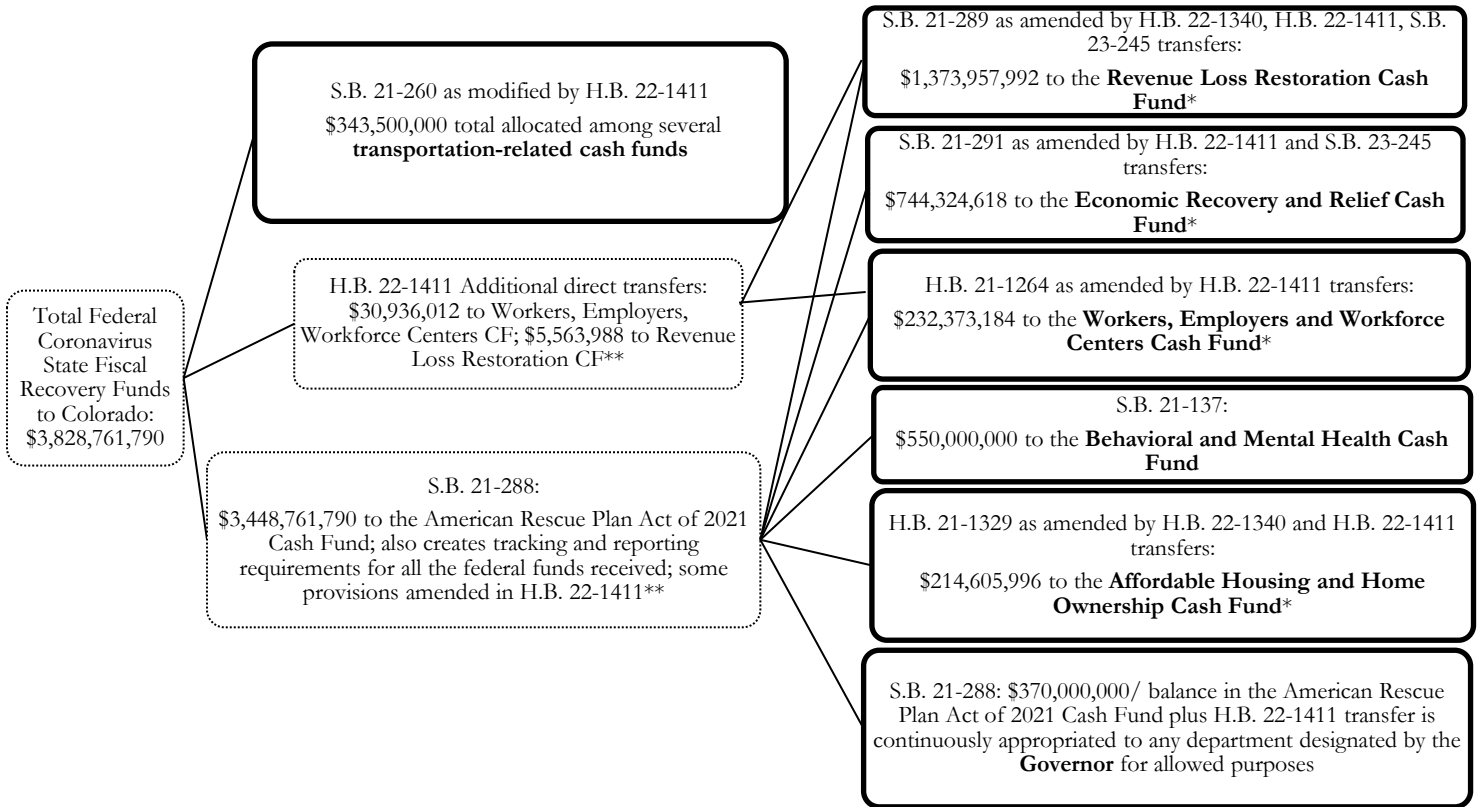 Total Federal
Coronavirus
State Fiscal
Recovery Funds
to Colorado:
$3,828,761,790
S.B. 21-260 as modified by H.B. 22-1411
$343,500,000 total allocated among several
transportation-related cash funds
H.B. 22-1411 Additional direct transfers:
$30,936,012 to Workers, Employers,
Workforce Centers CF; $5,563,988 to Revenue
Loss Restoration CF**
S.B. 21-288:
$3,448,761,790 to the American Rescue Plan Act of 2021
Cash Fund; also creates tracking and reporting
requirements for all the federal funds received; some
provisions amended in H.B. 22-1411**
S.B. 21-289 as amended by H.B. 22-1340, H.B. 22-1411, S.B.
23-245 transfers:
$1,373,957,992 to the Revenue Loss Restoration Cash
Fund*
S.B. 21-291 as amended by H.B. 22-1411 and S.B. 23-245
transfers:
$744,324,618 to the Economic Recovery and Relief Cash
Fund*
H.B. 21-1264 as amended by H.B. 22-1411 transfers:
$232,373,184 to the Workers, Employers and Workforce
Centers Cash Fund*
S.B. 21-137:
$550,000,000 to the Behavioral and Mental Health Cash
Fund
H.B. 21-1329 as amended by H.B. 22-1340 and H.B. 22-1411
transfers:
$214,605,996 to the Affordable Housing and Home
Ownership Cash Fund*
S.B. 21-288: $370,000,000/ balance in the American Rescue
Plan Act of 2021 Cash Fund plus H.B. 22-1411 transfer is
continuously appropriated to any department designated by the
Governor for allowed purposes